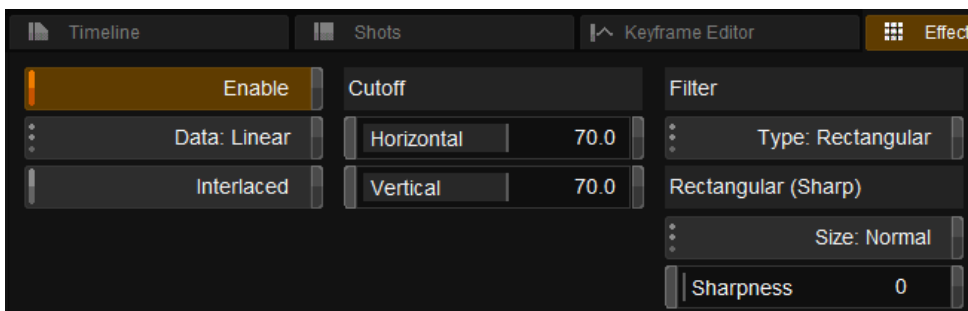 Timeline
Shots
Keyframe Editor
Effect
Enable
Cutoff
Filter
Data: Linear
Horizontal 70.0
Type: Rectangular
Interlaced
Vertical 70.0
Rectangular (Sharp)
Size: Normal
Sharpness 0